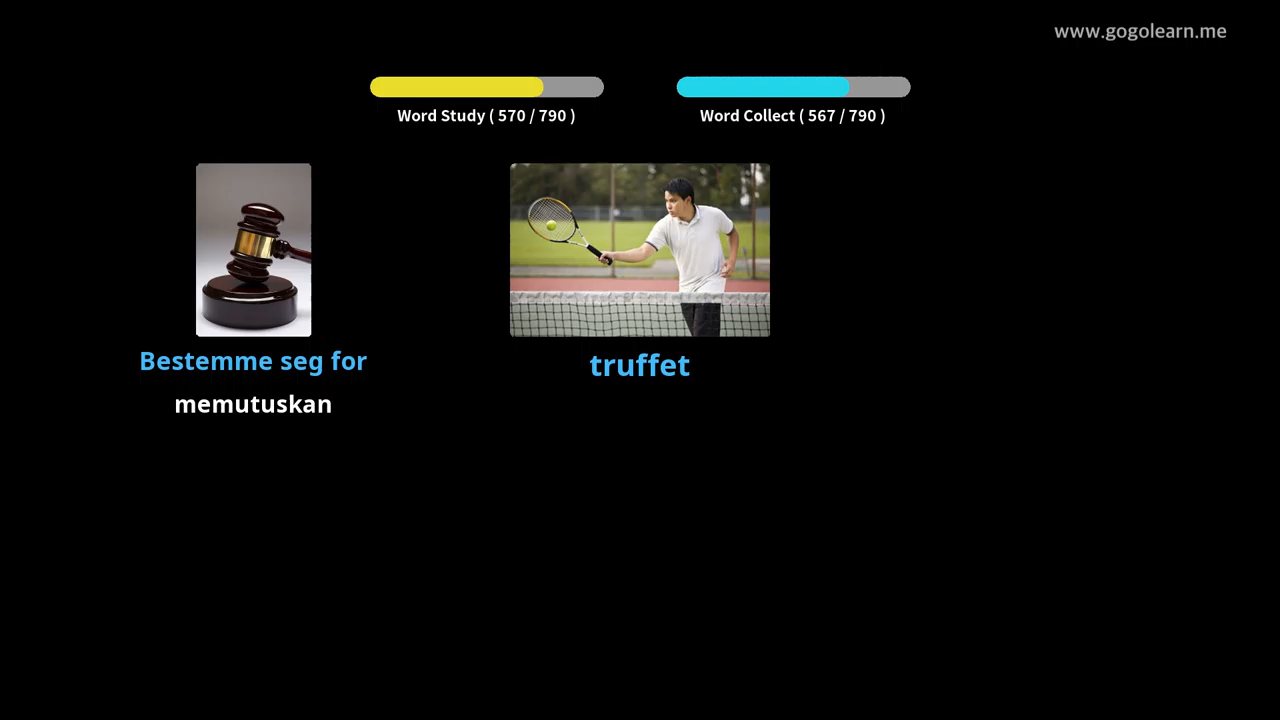 www.gogolearn.me
Word Study ( 570 / 790 )
Word Collect ( 567 / 790 )
Bestemme seg for
truffet
memutuskan